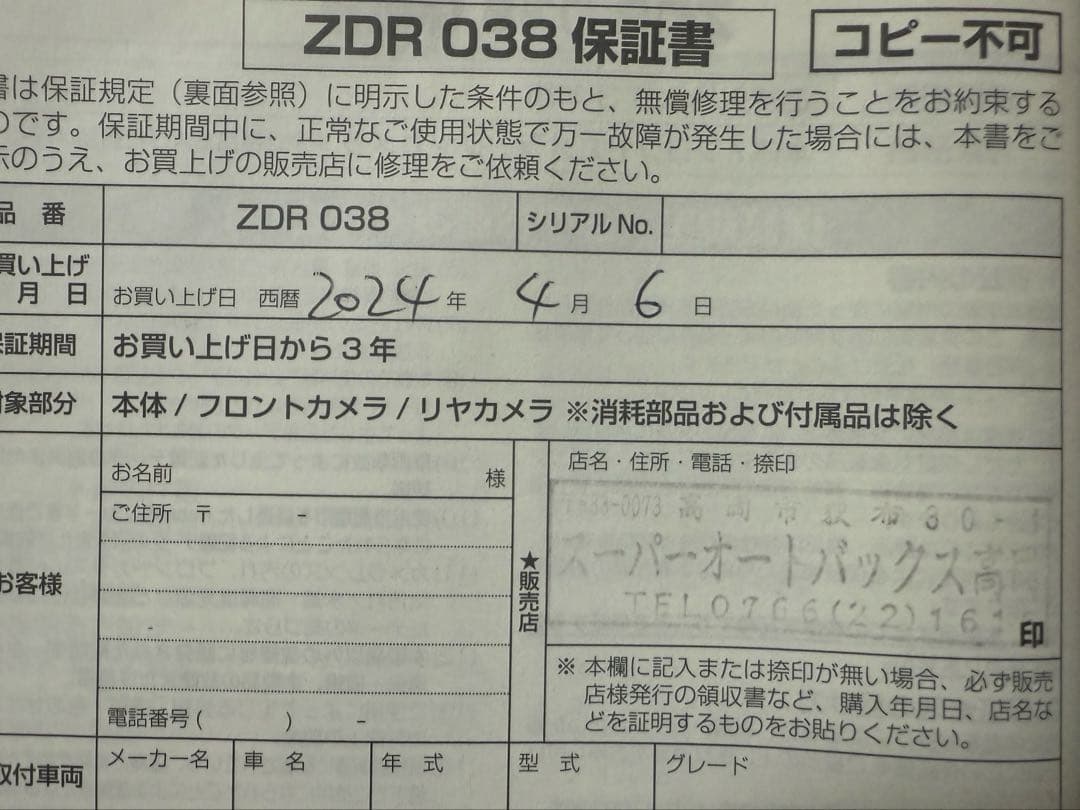 ZDR 038 保証書
コピー不可
書は保証規定（裏面参照）に明示した条件のもと、無償修理を行うことをお約束する
のです。保証期間中に、正常なご使用状態で万一故障が発生した場合には、本書をご
示のうえ、お買上げの販売店に修理をご依頼ください。
品 番
ZDR 038
シリアルNo.
買い上げ
月 日
お買い上げ日 西暦 2024 年 4 月 6 日
保証期間
お買い上げ日から3年
対象部分
本体 / フロントカメラ / リヤカメラ ※消耗部品および付属品は除く
お客様
お名前 様
ご住所 〒
電話番号( ) –
★販売店
店名・住所・電話・捺印
高岡市荻布30-
スーパーオートバックス高岡
TEL0766(22)161
印
※ 本欄に記入または捺印が無い場合、必ず販売
店様発行の領収書など、購入年月日、店名な
どを証明するものをお貼りください。
取付車両
メーカー名
車 名
年 式
型 式
グレード